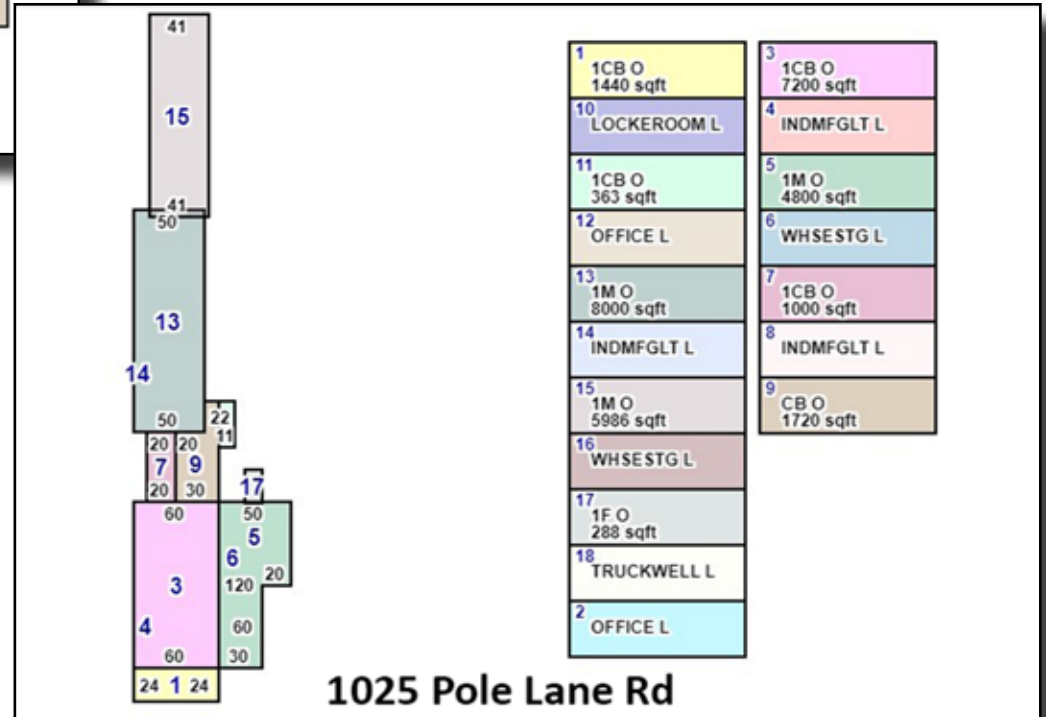 41
15
41
50
13
14
50
22
11
20 20
7 9
20 30
17
60 50
5
6
20
3 120
4 60
60 30
24 1 24
1
1CB O
1440 sqft
10
LOCKEROOM L
11
1CB O
363 sqft
12
OFFICE L
13
1M O
8000 sqft
14
INDMFGLT L
15
1M O
5986 sqft
16
WHSESTG L
17
1F O
288 sqft
18
TRUCKWELL L
2
OFFICE L
3
1CB O
7200 sqft
4
INDMFGLT L
5
1M O
4800 sqft
6
WHSESTG L
7
1CB O
1000 sqft
8
INDMFGLT L
9
CB O
1720 sqft
1025 Pole Lane Rd